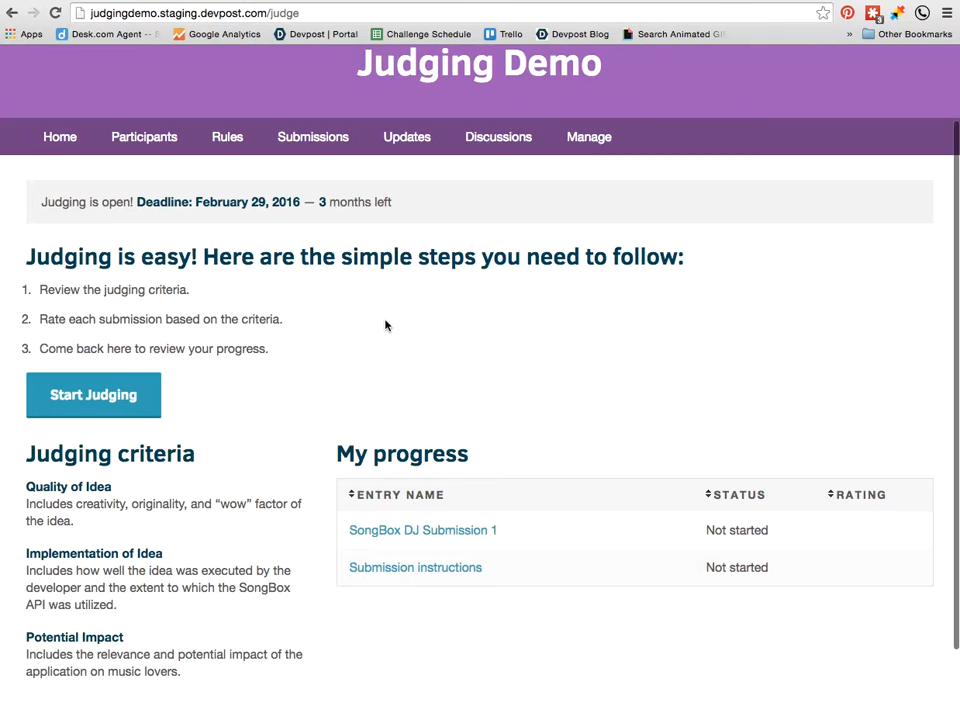 judgingdemo.staging.devpost.com/judge
Apps
Desk.com Agent -- S
Google Analytics
Devpost | Portal
Challenge Schedule
Trello
Devpost Blog
Search Animated GI
»
Other Bookmarks
Judging Demo
Home
Participants
Rules
Submissions
Updates
Discussions
Manage
Judging is open! Deadline: February 29, 2016 — 3 months left
Judging is easy! Here are the simple steps you need to follow:
1. Review the judging criteria.
2. Rate each submission based on the criteria.
3. Come back here to review your progress.
Start Judging
Judging criteria
Quality of Idea
Includes creativity, originality, and “wow” factor of
the idea.
Implementation of Idea
Includes how well the idea was executed by the
developer and the extent to which the SongBox
API was utilized.
Potential Impact
Includes the relevance and potential impact of the
application on music lovers.
My progress
ENTRY NAME STATUS RATING
SongBox DJ Submission 1 Not started
Submission instructions Not started